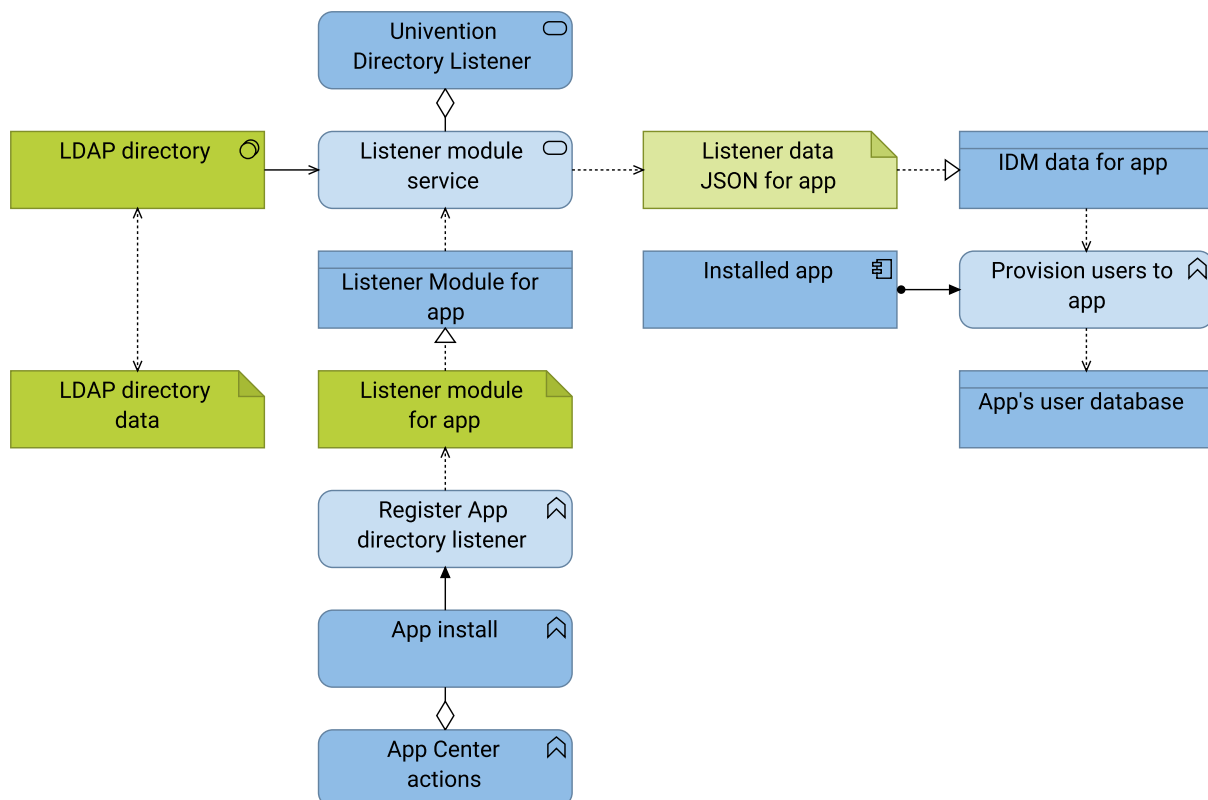 Univention
Directory Listener
LDAP directory
Listener module
service
Listener data
JSON for app
IDM data for app
Listener Module for
app
Installed app
Provision users to
app
LDAP directory
data
Listener module
for app
App's user database
Register App
directory listener
App install
App Center
actions